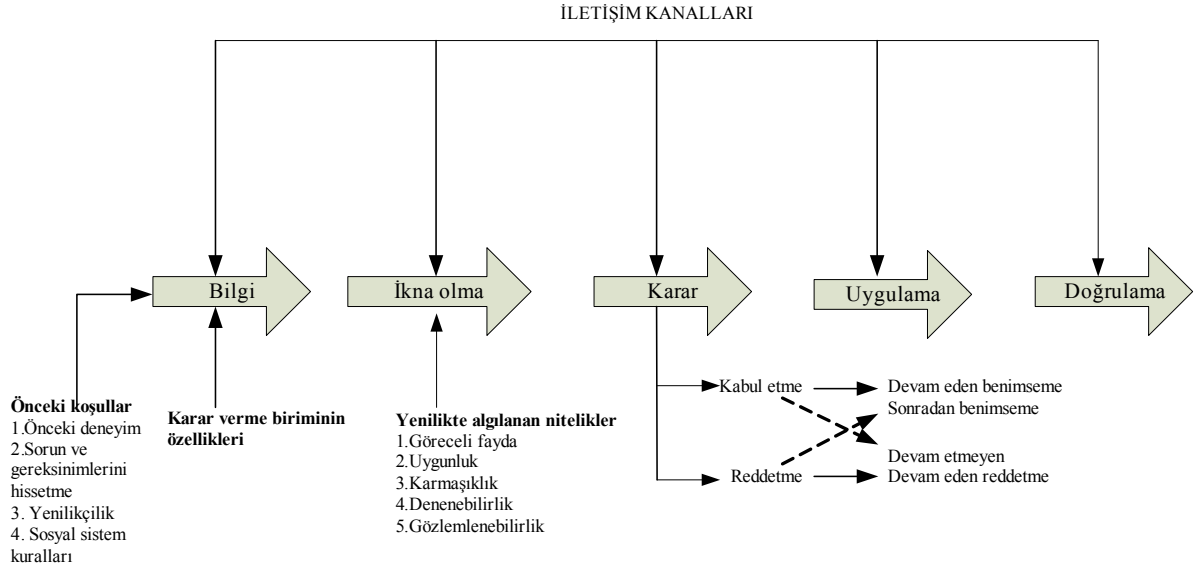 İLETİŞİM KANALLARI
Bilgi
İkna olma
Karar
Uygulama
Doğrulama
Önceki koşullar
1.Önceki deneyim
2.Sorun ve
gereksinimlerini
hissetme
3. Yenilikçilik
4. Sosyal sistem
kuralları
Karar verme biriminin
özellikleri
Yenilikte algılanan nitelikler
1.Göreceli fayda
2.Uygunluk
3.Karmaşıklık
4.Denenebilirlik
5.Gözlemlenebilirlik
Kabul etme
Reddetme
Devam eden benimseme
Sonradan benimseme
Devam etmeyen
Devam eden reddetme